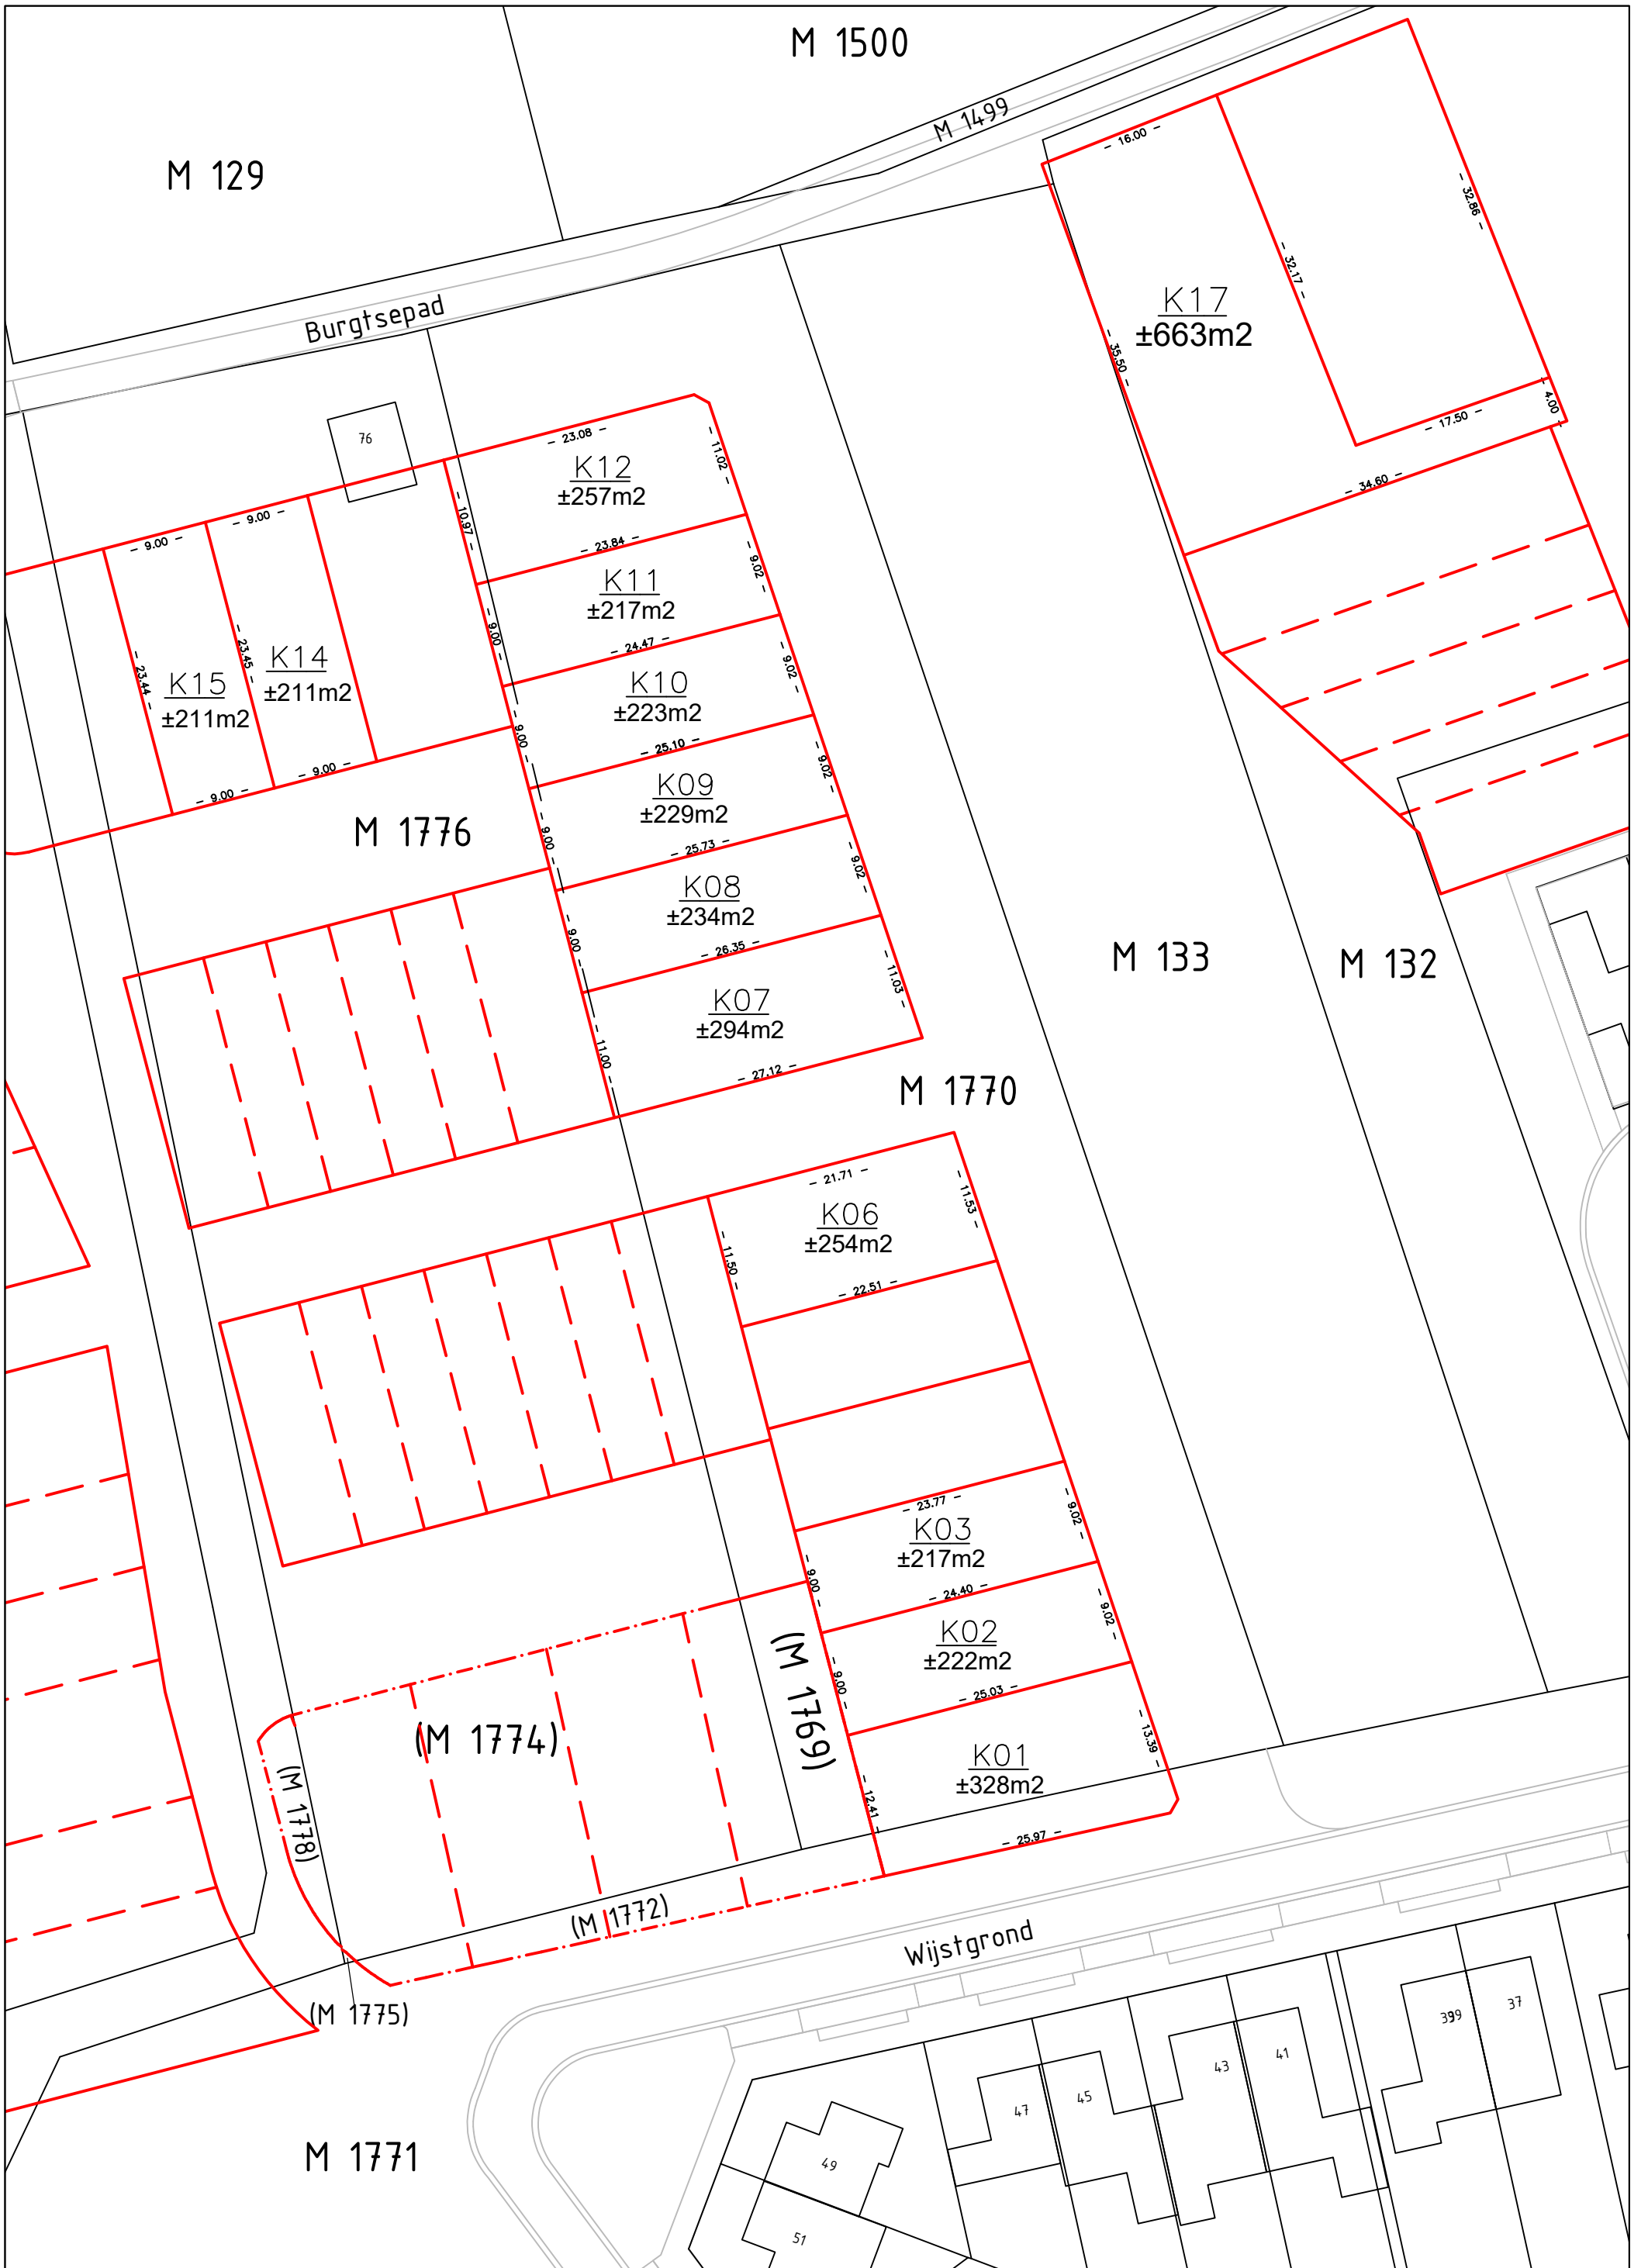 M 1500
M 1499
M 129
- 16.00 -
- 32.86 -
- 32.17 -
K17
±663m2
Burgtsepad
- 35.50 -
- 4.00 -
- 17.50 -
76
- 23.08 -
- 11.02 -
K12
±257m2
- 34.60 -
- 10.97 -
- 9.00 -
- 9.00 -
- 23.84 -
- 9.02 -
K11
±217m2
- 9.00 -
- 24.47 -
- 9.02 -
- 23.44 -
- 23.45 -
K15
±211m2
K14
±211m2
K10
±223m2
- 9.00 -
- 25.10 -
- 9.02 -
- 9.00 -
- 9.00 -
K09
±229m2
M 1776
- 9.00 -
- 25.73 -
- 9.02 -
K08
±234m2
- 9.00 -
- 26.35 -
- 11.03 -
M 133
M 132
K07
±294m2
- 11.00 -
- 27.12 -
M 1770
- 21.71 -
- 11.53 -
K06
±254m2
- 11.50 -
- 22.51 -
- 23.77 -
- 9.02 -
K03
±217m2
- 9.00 -
- 24.40 -
- 9.02 -
K02
±222m2
- 9.00 -
- 25.03 -
- 13.39 -
(M 1769)
(M 1774)
K01
±328m2
- 12.41 -
(M 1778)
- 25.97 -
(M 1772)
Wijstgrond
(M 1775)
M 1771
37
39
41
43
45
47
49
51